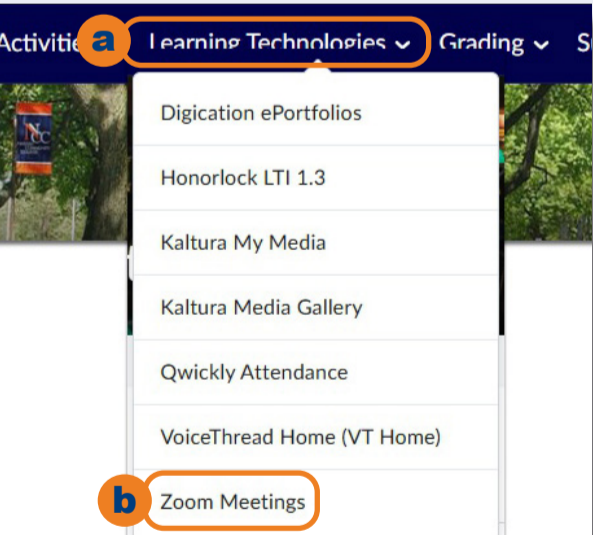 a Learning Technologies Grading
Digication ePortfolios
Honorlock LTI 1.3
Kaltura My Media
Kaltura Media Gallery
Qwickly Attendance
VoiceThread Home (VT Home)
b Zoom Meetings